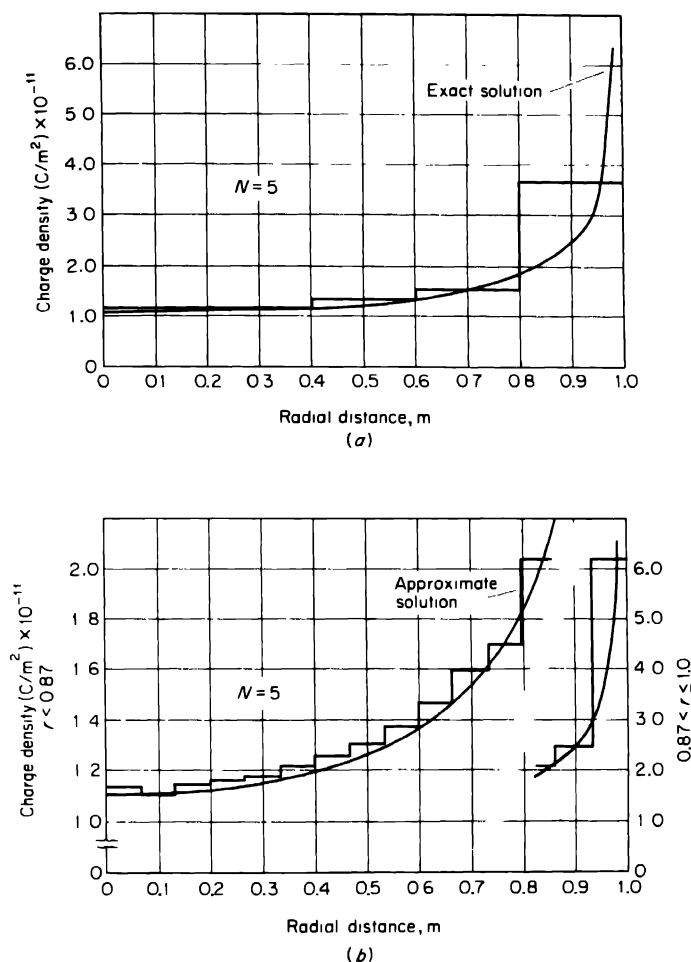 Charge density (C/m²) × 10⁻¹¹
6.0
5.0
4.0
3.0
2.0
1.0
0
Exact solution
N = 5
0 0.1 0.2 0.3 0.4 0.5 0.6 0.7 0.8 0.9 1.0
Radial distance, m
(a)
Charge density (C/m²) × 10⁻¹¹
r < 0.87
2.0
1.8
1.6
1.4
1.2
1.0
0
Approximate
solution
N = 5
6.0
5.0
4.0
3.0
2.0
1.0
0
0.87 < r ≤ 1.0
0 0.1 0.2 0.3 0.4 0.5 0.6 0.7 0.8 0.9 1.0
Radial distance, m
(b)